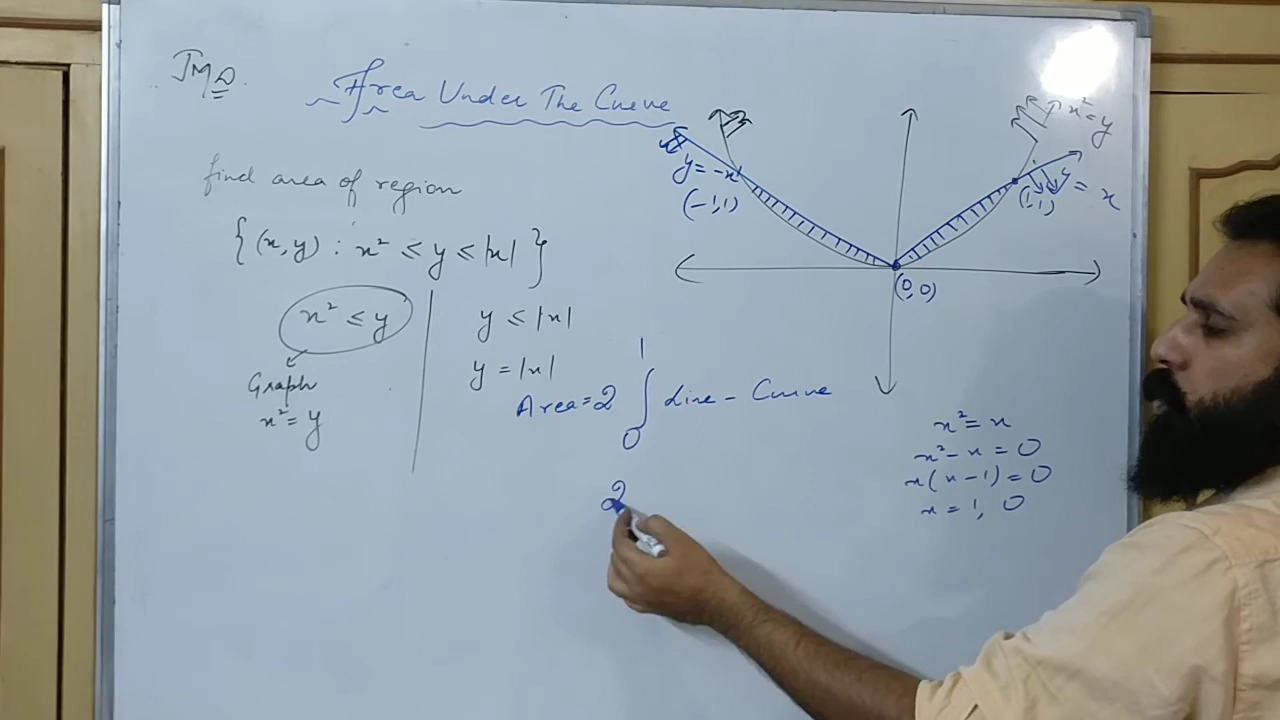 JMD
Area Under The Curve
find area of region
{(x, y) : x² ≤ y ≤ |x|}
x² ≤ y
Graph
x² = y
y ≤ |x|
y = |x|
Area = 2 ∫₀¹ Line - Curve
2
x² = y
y = -x
(-1, 1)
y = x
(1, 1)
(0, 0)
x² = x
x² - x = 0
x(x - 1) = 0
x = 1, 0